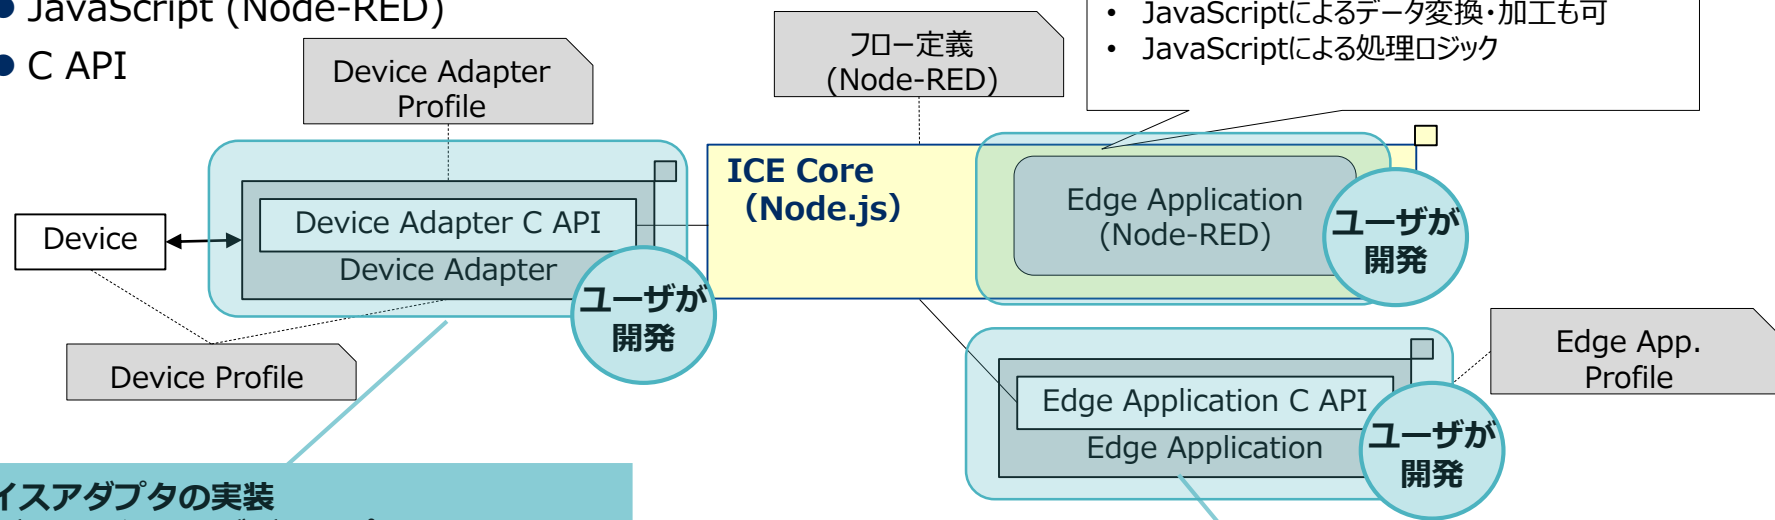 JavaScript (Node-RED)
C API
• JavaScriptによるデータ変換・加工も可
• JavaScriptによる処理ロジック
Device Adapter
Profile
フロー定義
(Node-RED)
ICE Core
（Node.js）
Edge Application
(Node-RED)
ユーザが
開発
Device
Device Adapter C API
Device Adapter
ユーザが
開発
Device Profile
Edge App.
Profile
Edge Application C API
Edge Application
ユーザが
開発
イスアダプタの実装